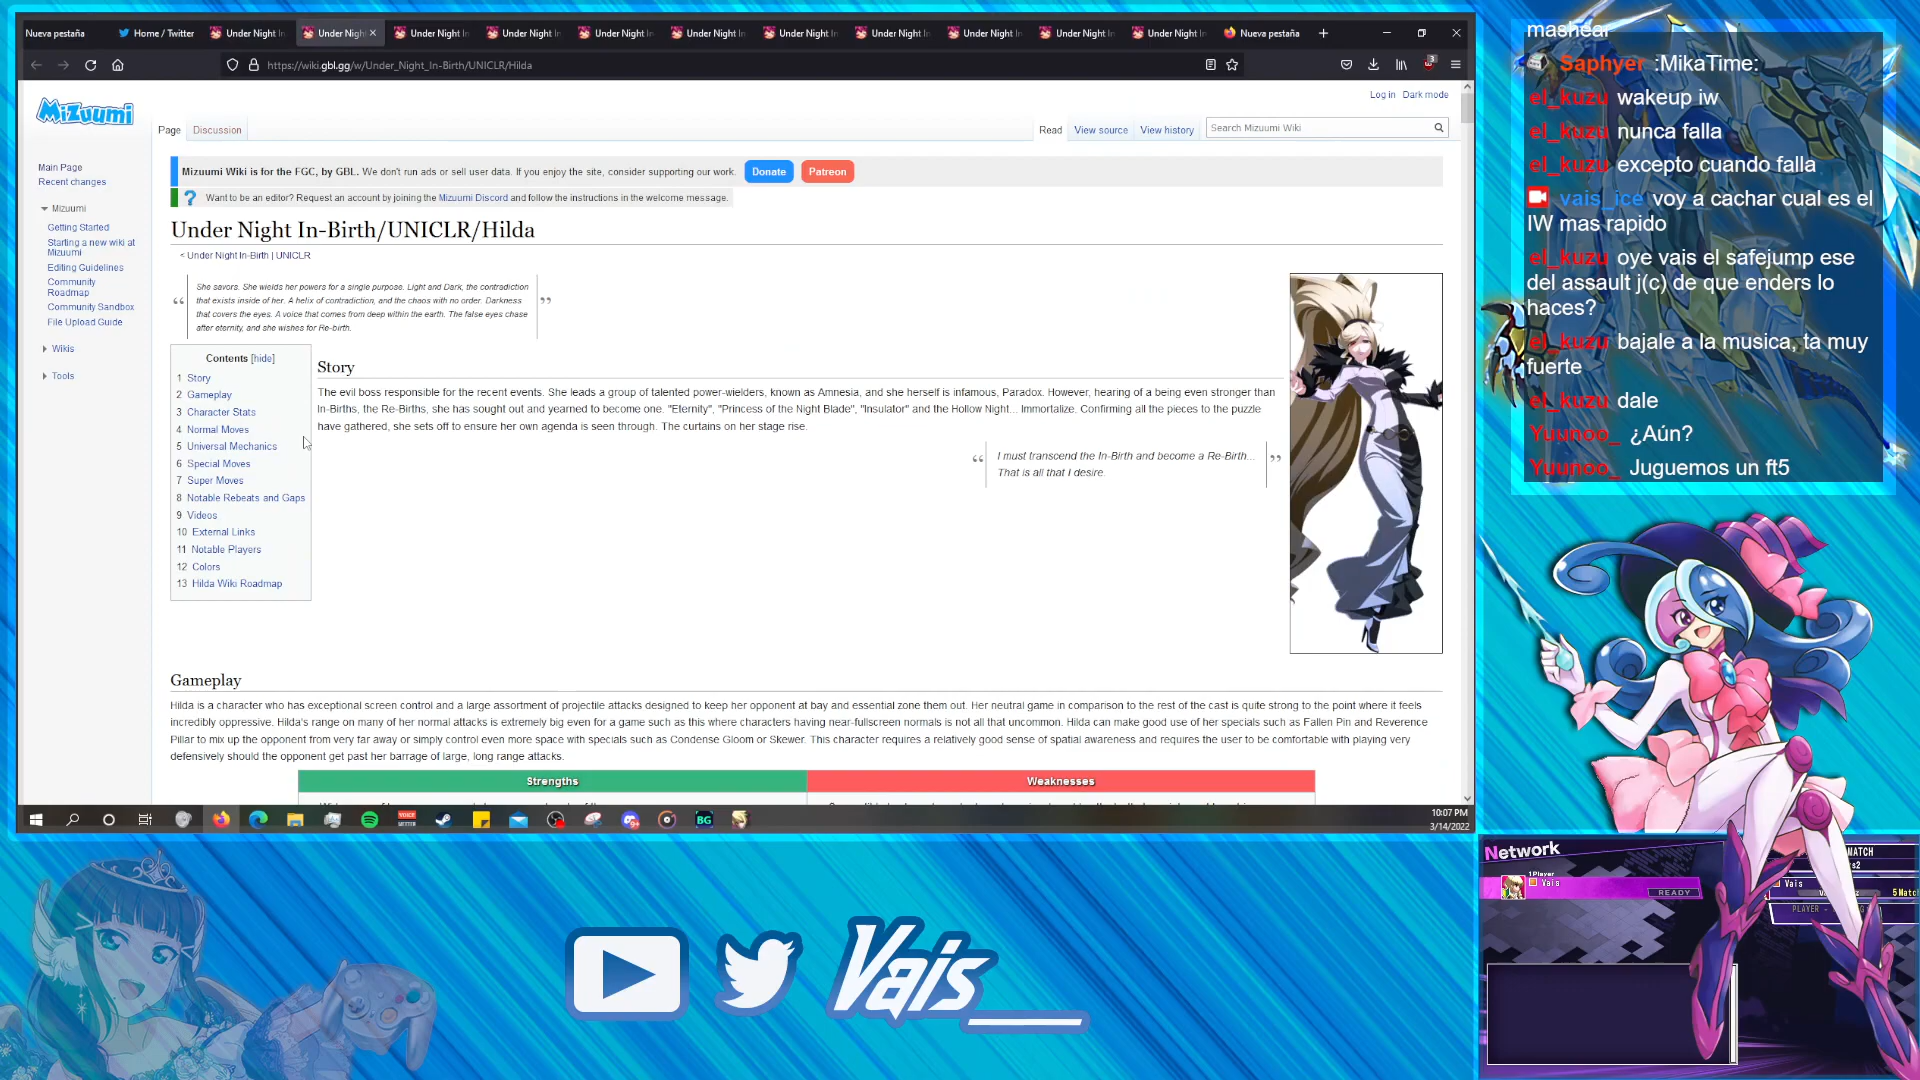 Nueva pestaña
Home / Twitter
Under Night In
Under Night
Under Night In
Under Night In
Under Night In
Under Night In
Under Night In
Under Night In
Under Night In
Under Night In
Under Night In
Nueva pestaña
https://wiki.gbl.gg/w/Under_Night_In-Birth/UNICLR/Hilda
3
Mizuumi
Log in Dark mode
Page Discussion
Read View source View history
Search Mizuumi Wiki
Main Page
Recent changes
Mizuumi
Getting Started
Starting a new wiki at
Mizuumi
Editing Guidelines
Community
Roadmap
Community Sandbox
File Upload Guide
Wikis
Tools
Mizuumi Wiki is for the FGC, by GBL. We don't run ads or sell user data. If you enjoy the site, consider supporting our work. Donate Patreon
? Want to be an editor? Request an account by joining the Mizuumi Discord and follow the instructions in the welcome message.
Under Night In-Birth/UNICLR/Hilda
< Under Night In-Birth | UNICLR
“ She savors. She wields her powers for a single purpose. Light and Dark, the contradiction ”
that exists inside of her. A helix of contradiction, and the chaos with no order. Darkness
that covers the eyes. A voice that comes from deep within the earth. The false eyes chase
after eternity, and she wishes for Re-birth.
Contents [hide]
1 Story
2 Gameplay
3 Character Stats
4 Normal Moves
5 Universal Mechanics
6 Special Moves
7 Super Moves
8 Notable Rebeats and Gaps
9 Videos
10 External Links
11 Notable Players
12 Colors
13 Hilda Wiki Roadmap
Story
The evil boss responsible for the recent events. She leads a group of talented power-wielders, known as Amnesia, and she herself is infamous, Paradox. However, hearing of a being even stronger than
In-Births, the Re-Births, she has sought out and yearned to become one. "Eternity", "Princess of the Night Blade", "Insulator" and the Hollow Night... Immortalize. Confirming all the pieces to the puzzle
have gathered, she sets off to ensure her own agenda is seen through. The curtains on her stage rise.
“ I must transcend the In-Birth and become a Re-Birth... ”
That is all that I desire.
Gameplay
Hilda is a character who has exceptional screen control and a large assortment of projectile attacks designed to keep her opponent at bay and essential zone them out. Her neutral game in comparison to the rest of the cast is quite strong to the point where it feels
incredibly oppressive. Hilda's range on many of her normal attacks is extremely big even for a game such as this where characters having near-fullscreen normals is not all that uncommon. Hilda can make good use of her specials such as Fallen Pin and Reverence
Pillar to mix up the opponent from very far away or simply control even more space with specials such as Condense Gloom or Skewer. This character requires a relatively good sense of spatial awareness and requires the user to be comfortable with playing very
defensively should the opponent get past her barrage of large, long range attacks.
Strengths Weaknesses
BG
10:07 PM
3/14/2022
mashear
Saphyer :MikaTime:
el_kuzu wakeup iw
el_kuzu nunca falla
el_kuzu excepto cuando falla
vais_ice voy a cachar cual es el
IW mas rapido
el_kuzu oye vais el safejump ese
del assault j(c) de que enders lo
haces?
el_kuzu bajale a la musica, ta muy
fuerte
el_kuzu dale
Yuunoo_ ¿Aún?
Yuunoo_ Juguemos un ft5
Network
1Player
Vais
READY
MATCH
Vais
5 Matc
PLAYER
Vais___